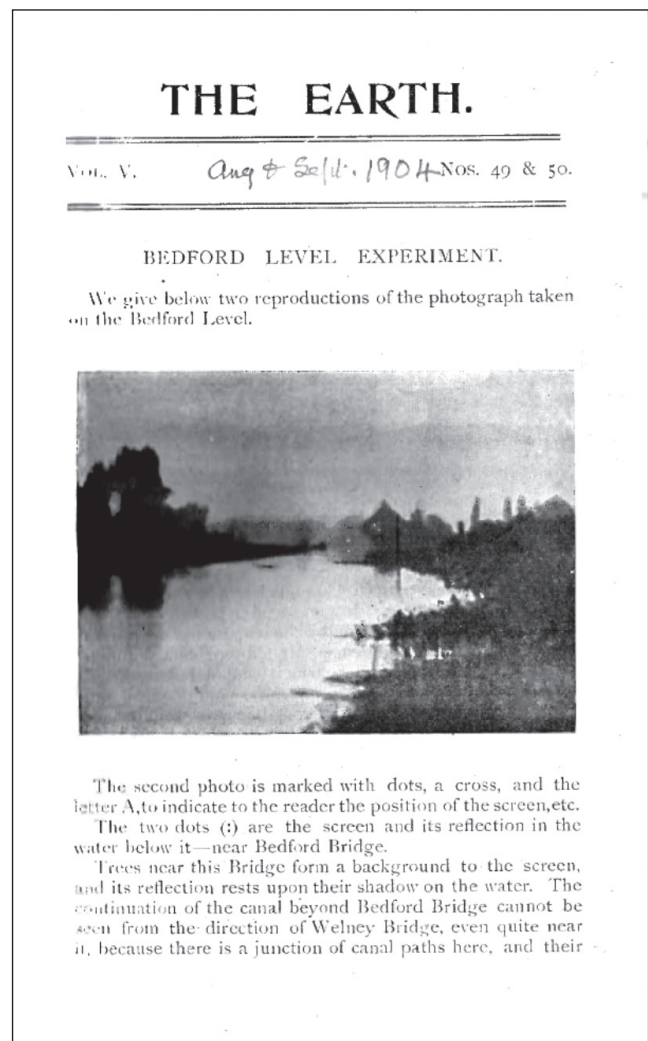 THE EARTH.
VOL. V. Aug & Sept. 1904 Nos. 49 & 50.
BEDFORD LEVEL EXPERIMENT.
We give below two reproductions of the photograph taken
on the Bedford Level.
The second photo is marked with dots, a cross, and the
letter A, to indicate to the reader the position of the screen, etc.
The two dots (:) are the screen and its reflection in the
water below it—near Bedford Bridge.
Trees near this Bridge form a background to the screen,
and its reflection rests upon their shadow on the water. The
continuation of the canal beyond Bedford Bridge cannot be
seen from the direction of Welney Bridge, even quite near
it, because there is a junction of canal paths here, and their